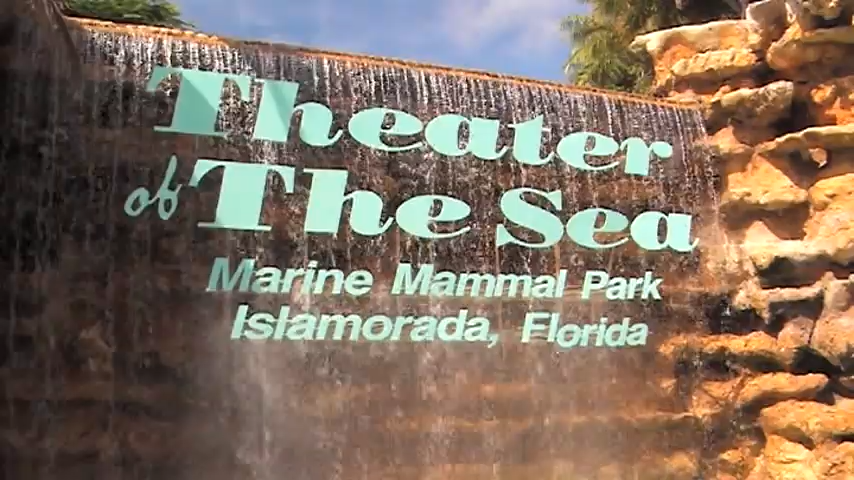 Theater
of The Sea
Marine Mammal Park
Islamorada, Florida